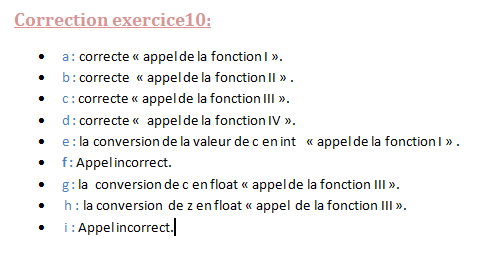 Correction exercice10:
• a : correcte « appel de la fonction I ».
• b : correcte « appel de la fonction II » .
• c : correcte « appel de la fonction III ».
• d : correcte « appel de la fonction IV ».
• e : la conversion de la valeur de c en int « appel de la fonction I » .
• f : Appel incorrect.
• g : la conversion de c en float « appel de la fonction III ».
• h : la conversion de z en float « appel de la fonction III ».
• i : Appel incorrect.